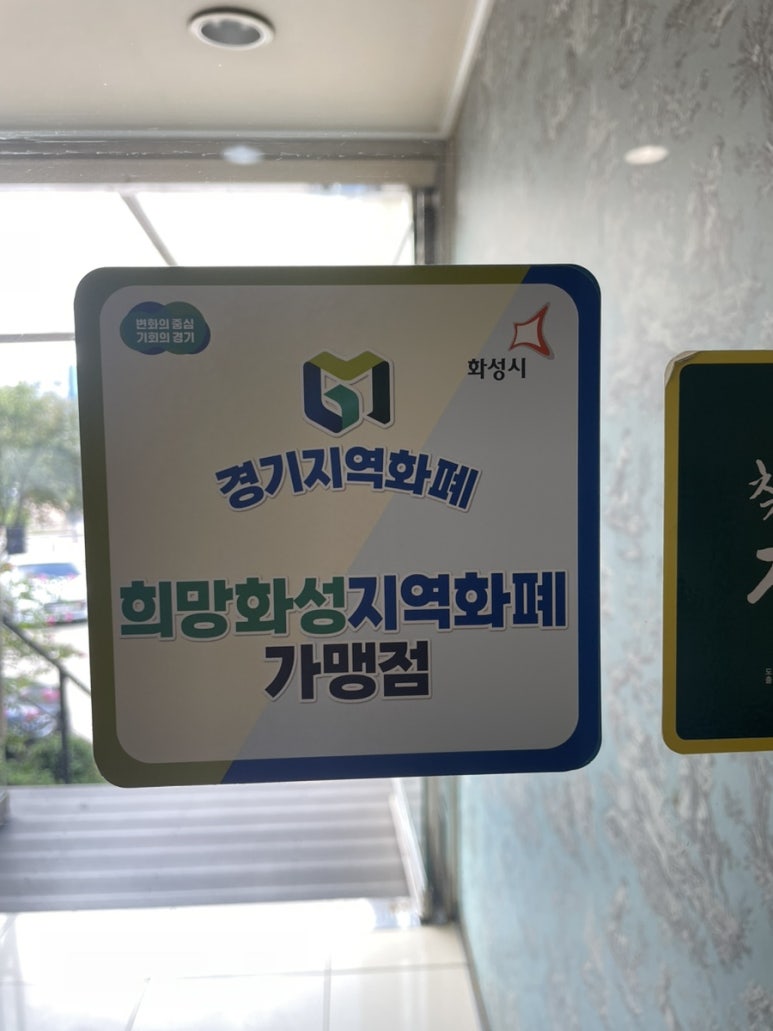 변화의 중심
기회의 경기
화성시
경기지역화폐
희망화성지역화폐
가맹점